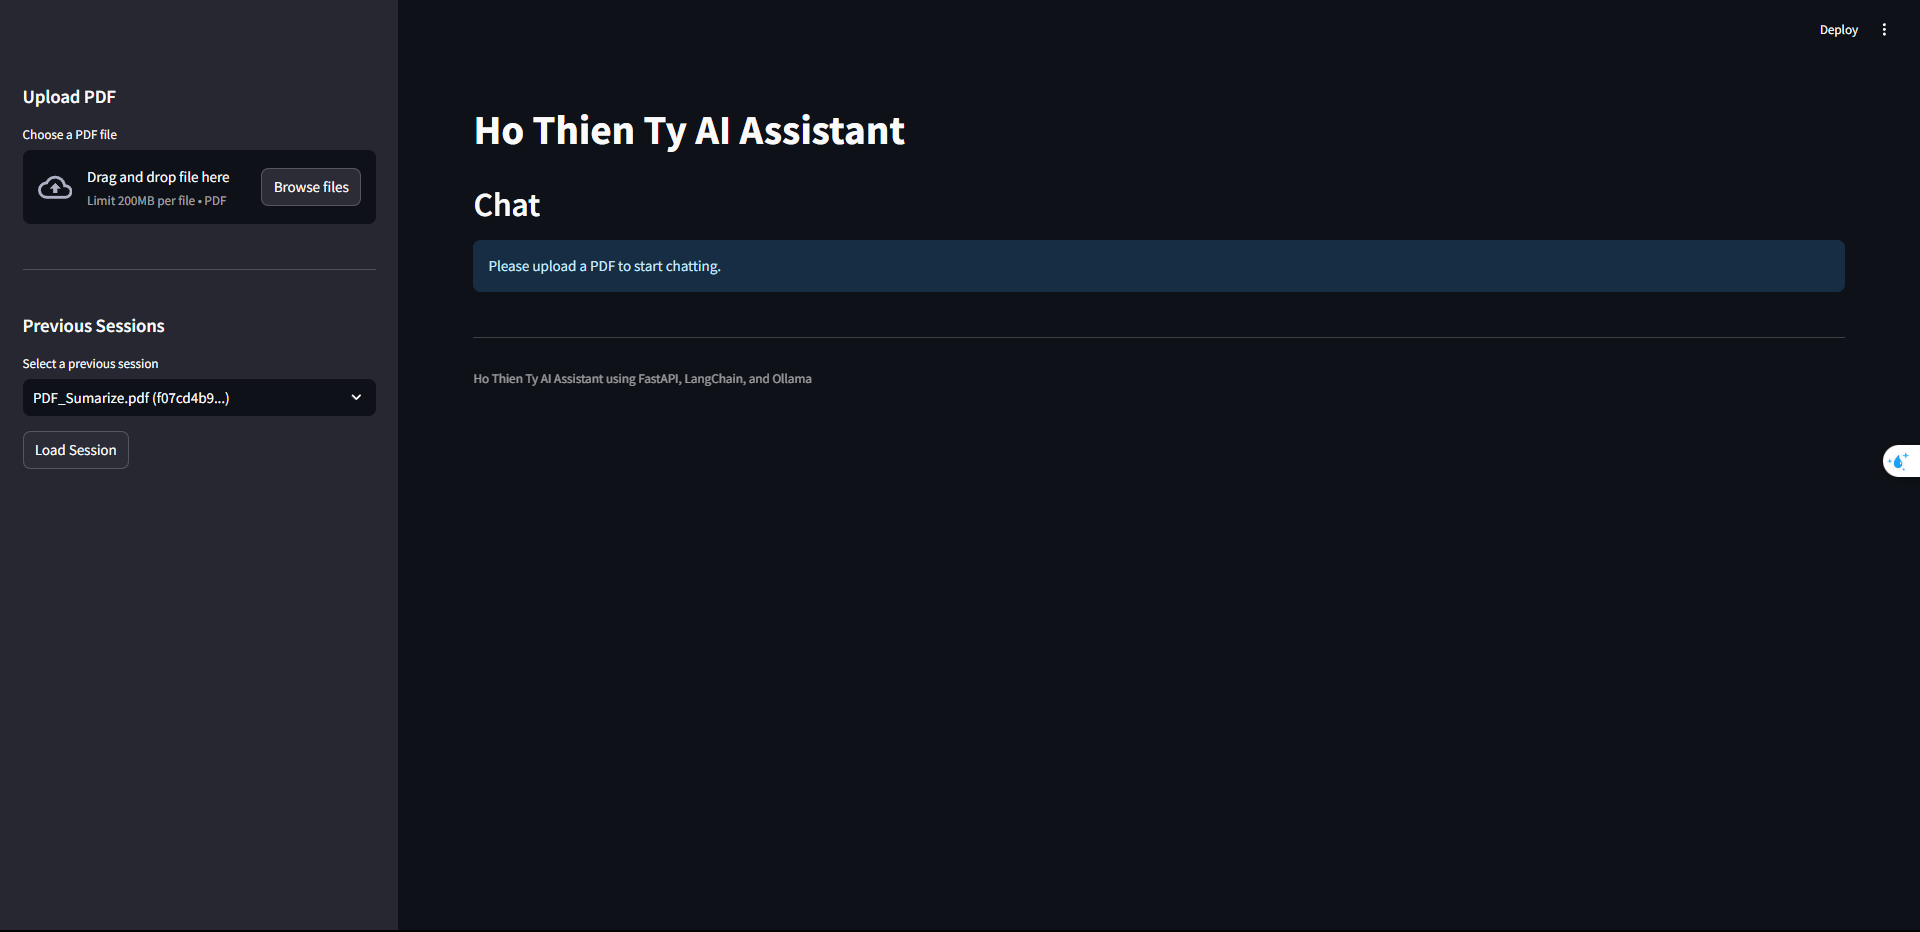 Deploy
Upload PDF
Choose a PDF file
Drag and drop file here
Limit 200MB per file • PDF
Browse files
Previous Sessions
Select a previous session
PDF_Sumarize.pdf (f07cd4b9...)
Load Session
Ho Thien Ty AI Assistant
Chat
Please upload a PDF to start chatting.
Ho Thien Ty AI Assistant using FastAPI, LangChain, and Ollama